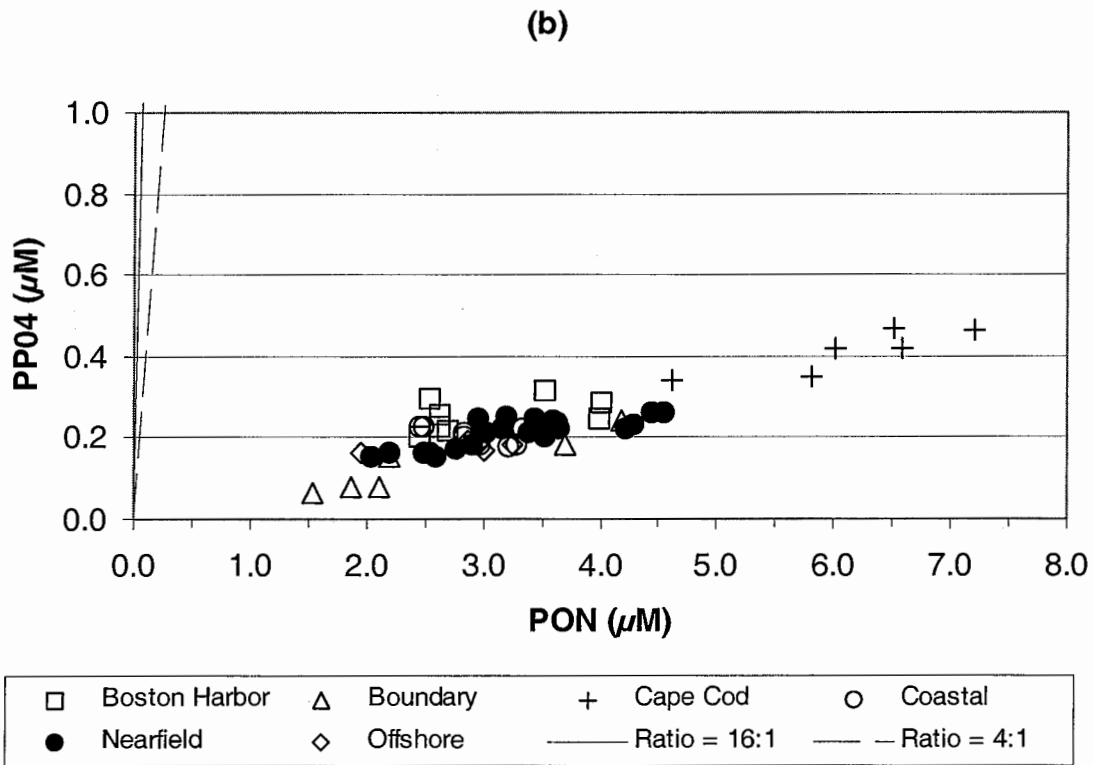 (b)
1.0
0.8
0.6
0.4
0.2
0.0
PP04 (µM)
0.0 1.0 2.0 3.0 4.0 5.0 6.0 7.0 8.0
PON (µM)
Boston Harbor Boundary Cape Cod Coastal
Nearfield Offshore Ratio = 16:1 Ratio = 4:1